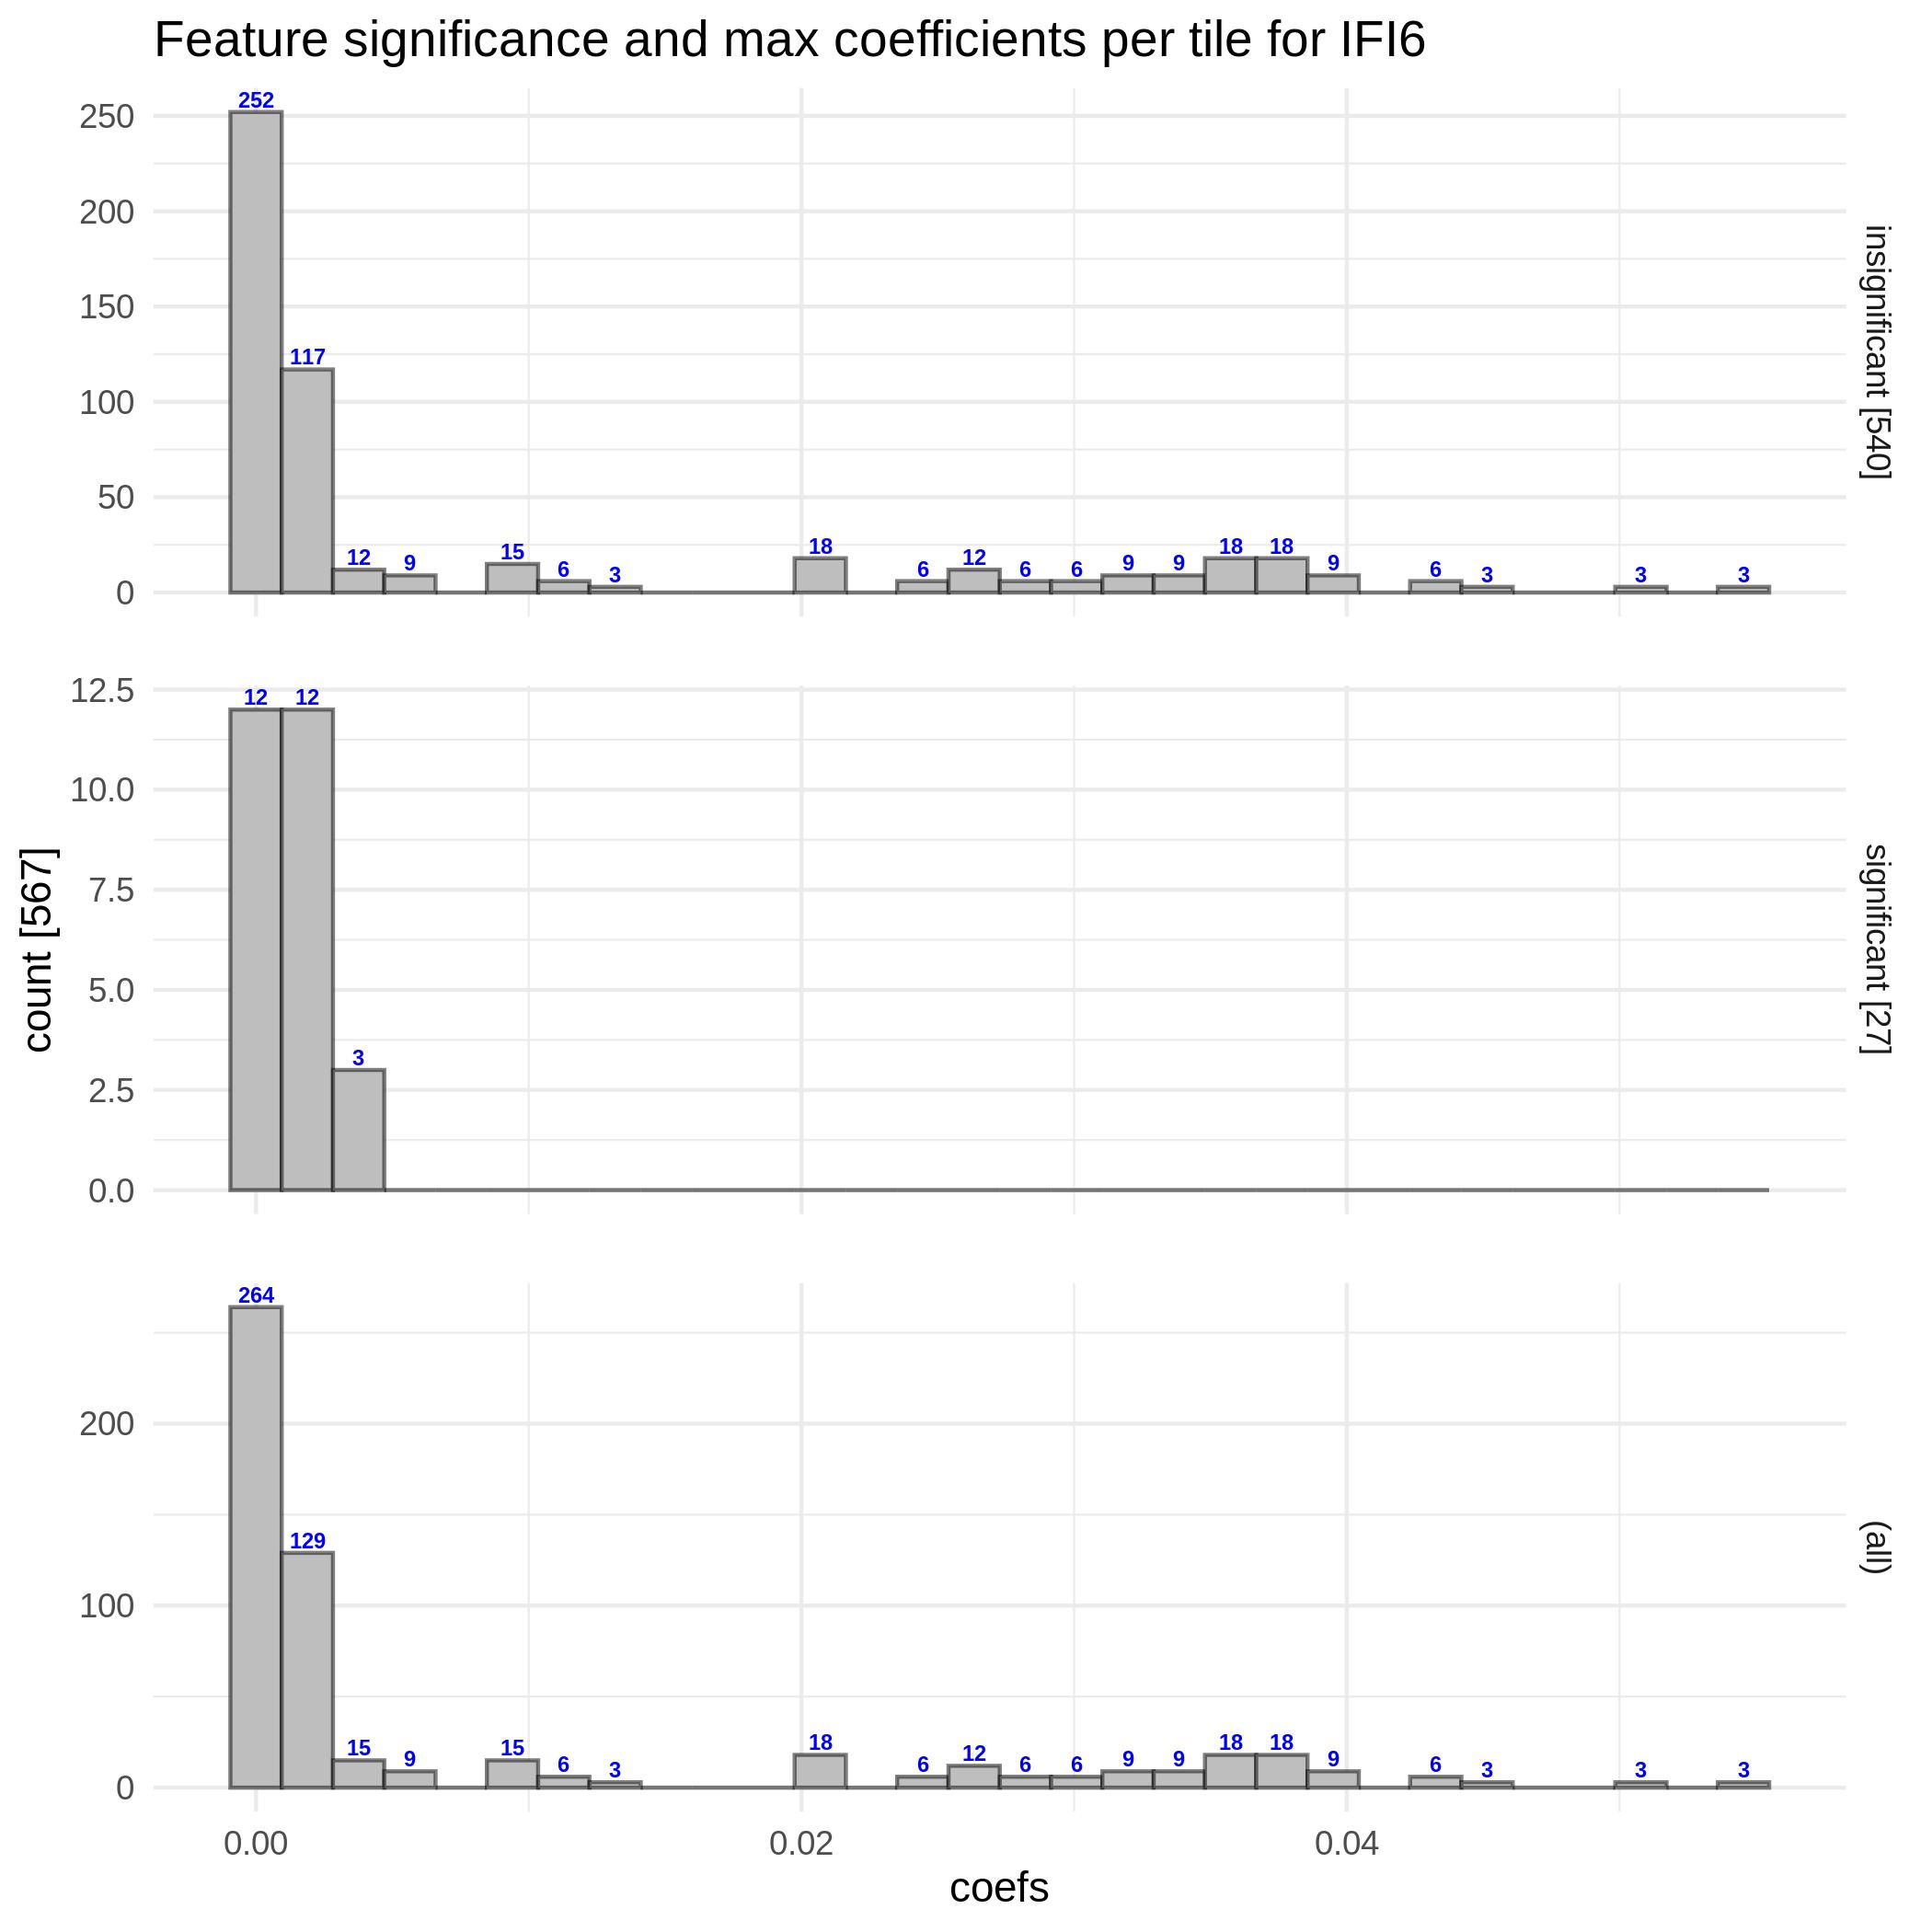 Feature significance and max coefficients per tile for IFI6
252
250
200
150
117
100
50
12 9 15 6 3 18 6 12 6 6 9 9 18 18 9 6 3 3 3
0
insignificant [540]
12.5
12 12
10.0
7.5
5.0
3
2.5
0.0
significant [27]
count [567]
264
200
129
100
15 9 15 6 3 18 6 12 6 6 9 9 18 18 9 6 3 3 3
0
(all)
0.00 0.02 0.04
coefs